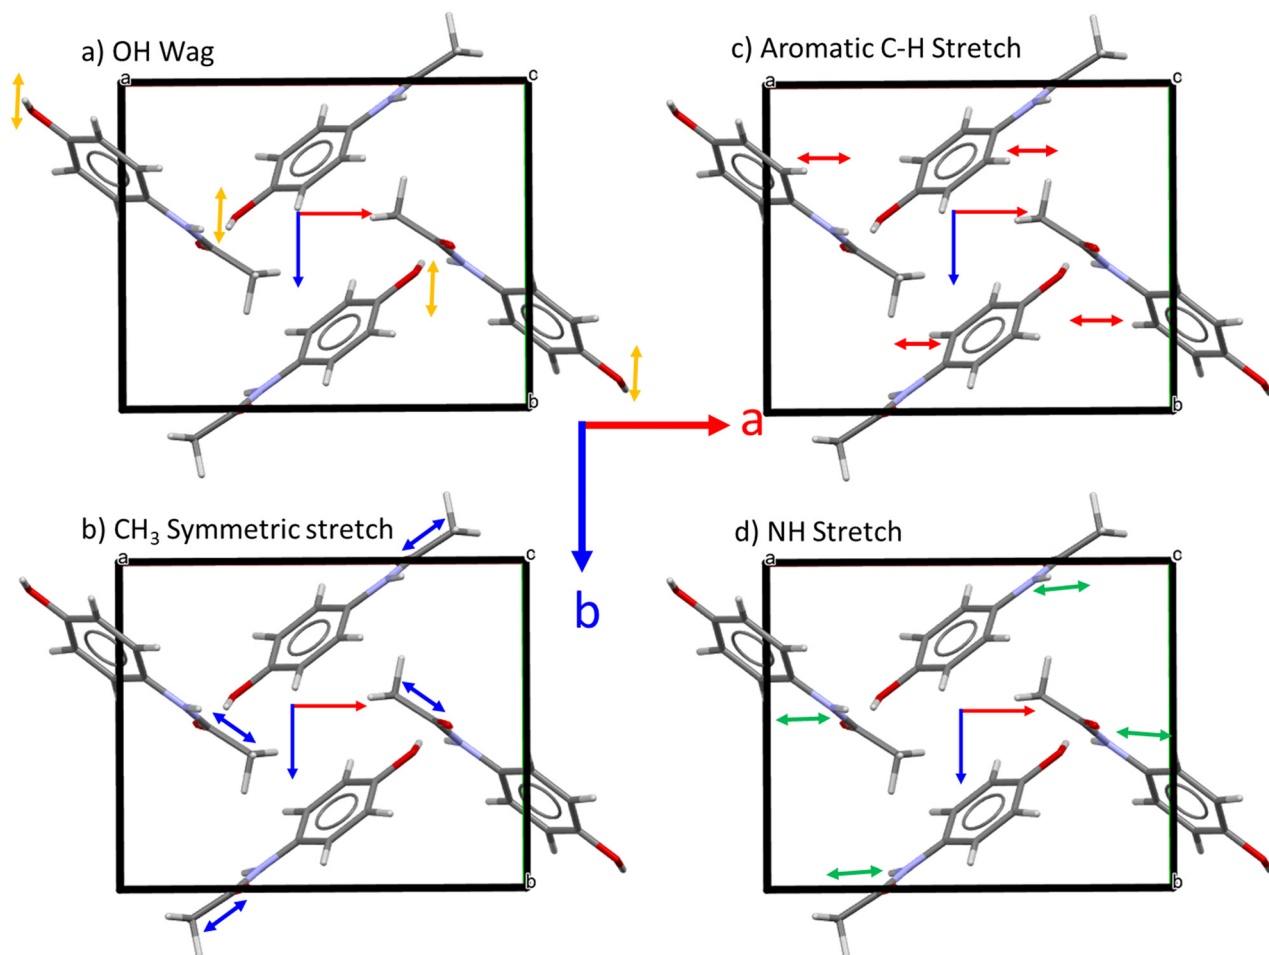 a) OH Wag
a
c
b
c) Aromatic C-H Stretch
a
c
b
a
b
b) CH₃ Symmetric stretch
a
c
b
d) NH Stretch
a
c
b